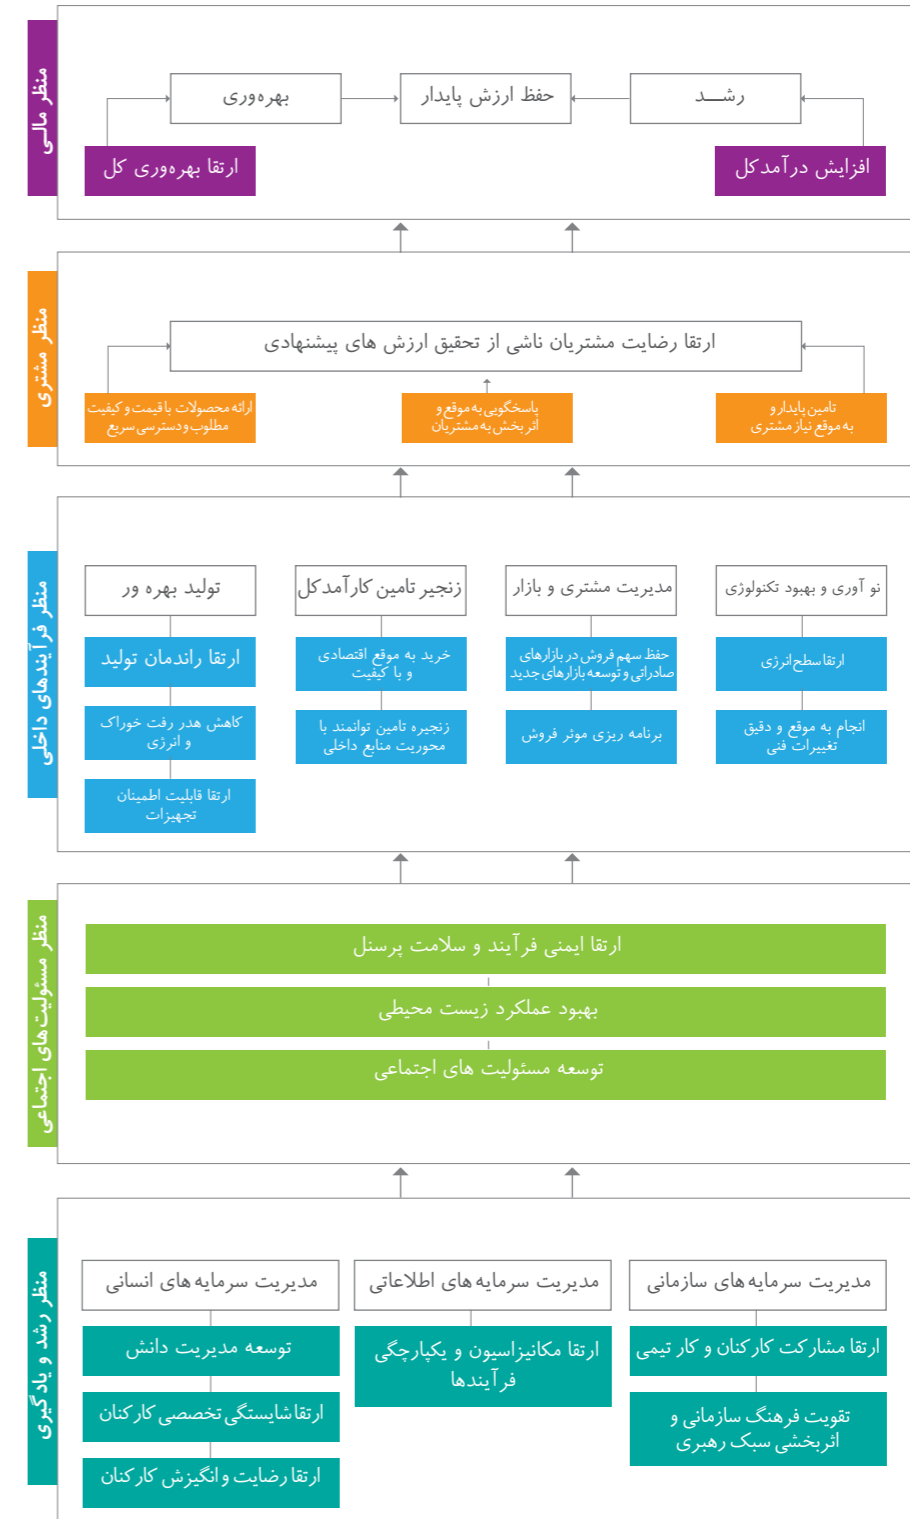 منظر مالـی
رشـــد
حفظ ارزش پایدار
بهره‌وری
افزایش درآمد کل
ارتقا بهره‌وری کل
منظر مشتری
ارتقا رضایت مشتریان ناشی از تحقیق ارزش های پیشنهادی
تامین پایدار و
به موقع نیاز مشتری
پاسخگویی به موقع و
اثر بخش به مشتریان
ارائه محصولات با قیمت و کیفیت
مطلوب و دسترسی سریع
منظر فرآیندهای داخلی
نو آوری و بهبود تکنولوژی
مدیریت مشتری و بازار
زنجیر تامین کارآمد کل
تولید بهره ور
ارتقا سطح انرژی
انجام به موقع و دقیق
تغییرات فنی
حفظ سهم فروش در بازارهای
صادراتی و توسعه بازارهای جدید
برنامه ریزی موثر فروش
خرید به موقع اقتصادی
و با کیفیت
زنجیره تامین توانمند با
محوریت منابع داخلی
ارتقا راندمان تولید
کاهش هدر رفت خوراک
و انرژی
ارتقا قابلیت اطمینان
تجهیزات
منظر مسئولیت‌های اجتماعی
ارتقا ایمنی فرآیند و سلامت پرسنل
بهبود عملکرد زیست محیطی
توسعه مسئولیت های اجتماعی
منظر رشد و یادگیری
مدیریت سرمایه های سازمانی
مدیریت سرمایه های اطلاعاتی
مدیریت سرمایه های انسانی
ارتقا مشارکت کارکنان و کار تیمی
تقویت فرهنگ سازمانی و
اثربخشی سبک رهبری
ارتقا مکانیزاسیون و یکپارچگی
فرآیندها
توسعه مدیریت دانش
ارتقا شایستگی تخصصی کارکنان
ارتقا رضایت و انگیزش کارکنان